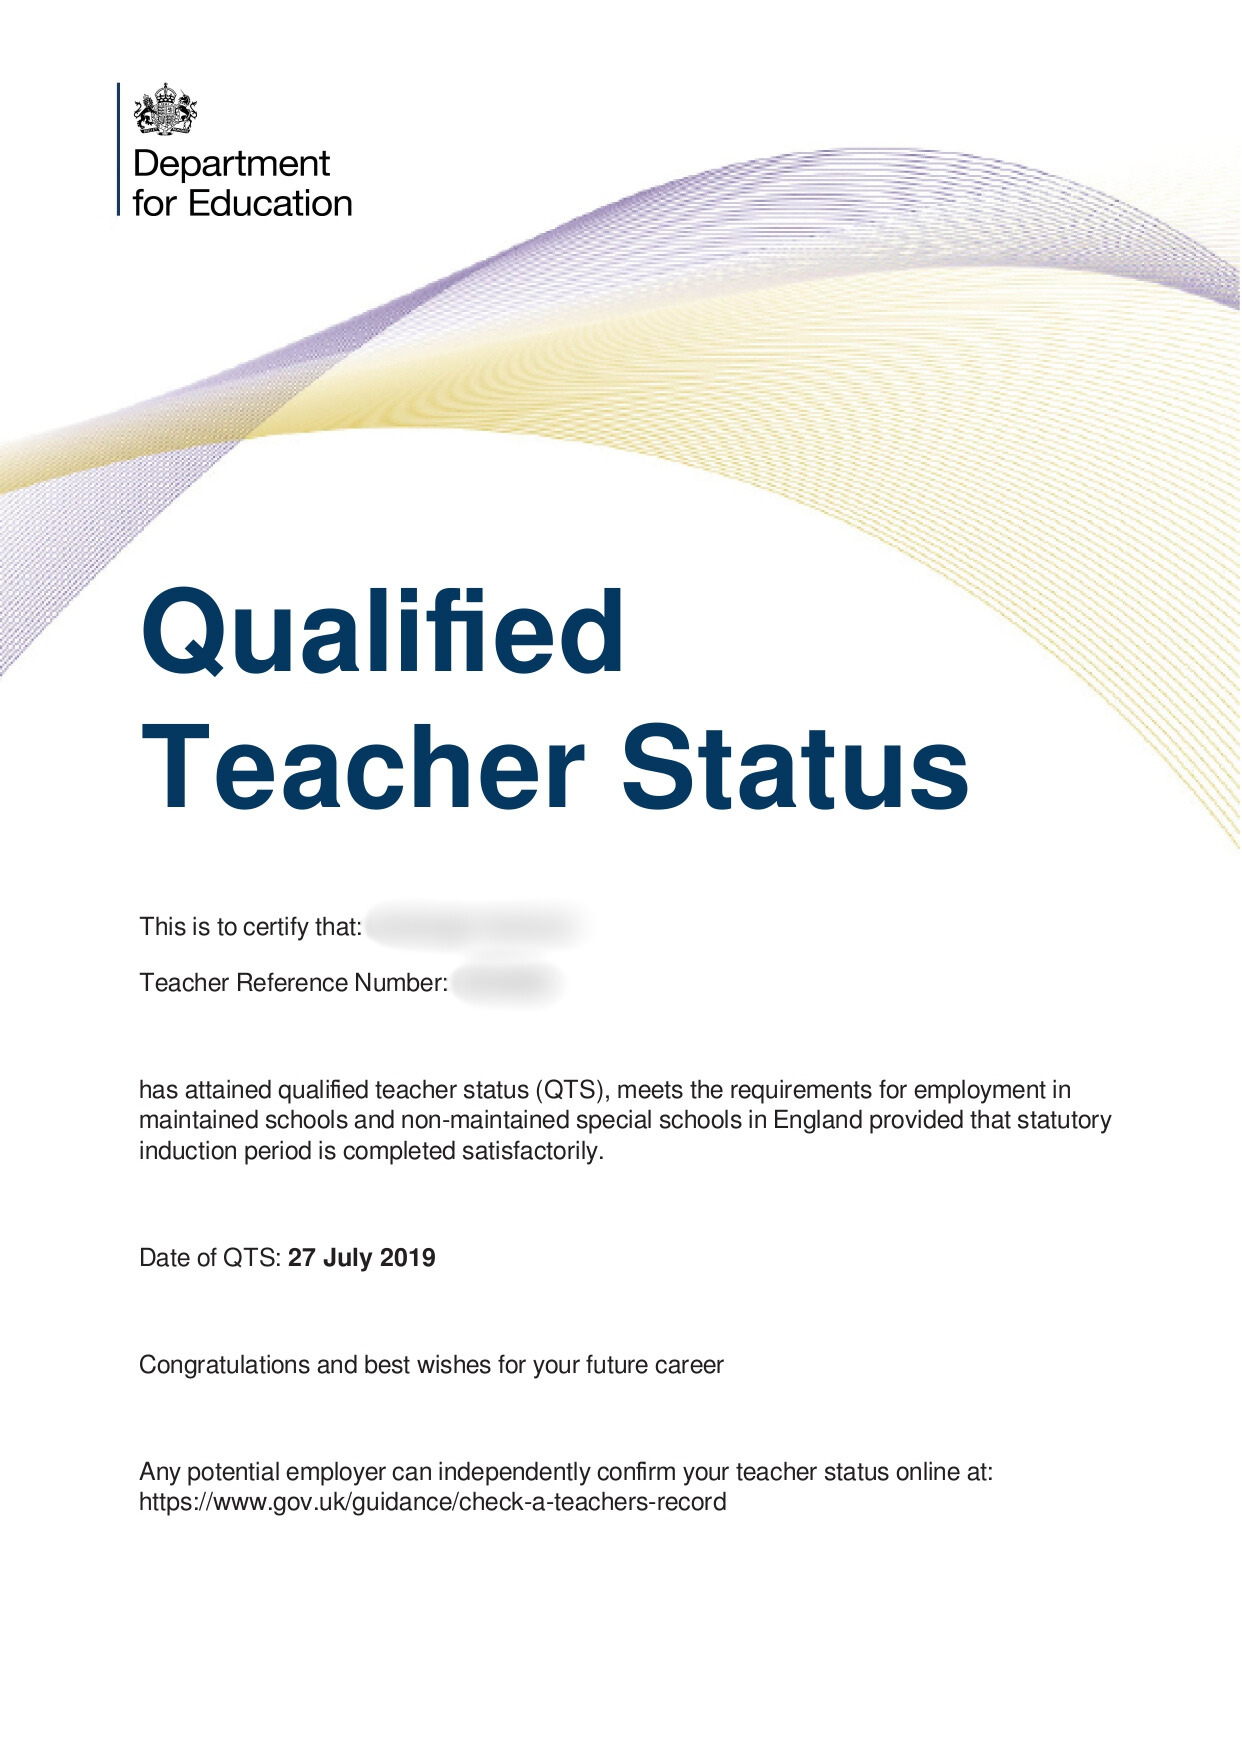 Department
for Education
Qualified
Teacher Status
This is to certify that:
Teacher Reference Number:
has attained qualified teacher status (QTS), meets the requirements for employment in
maintained schools and non-maintained special schools in England provided that statutory
induction period is completed satisfactorily.
Date of QTS: 27 July 2019
Congratulations and best wishes for your future career
Any potential employer can independently confirm your teacher status online at:
https://www.gov.uk/guidance/check-a-teachers-record